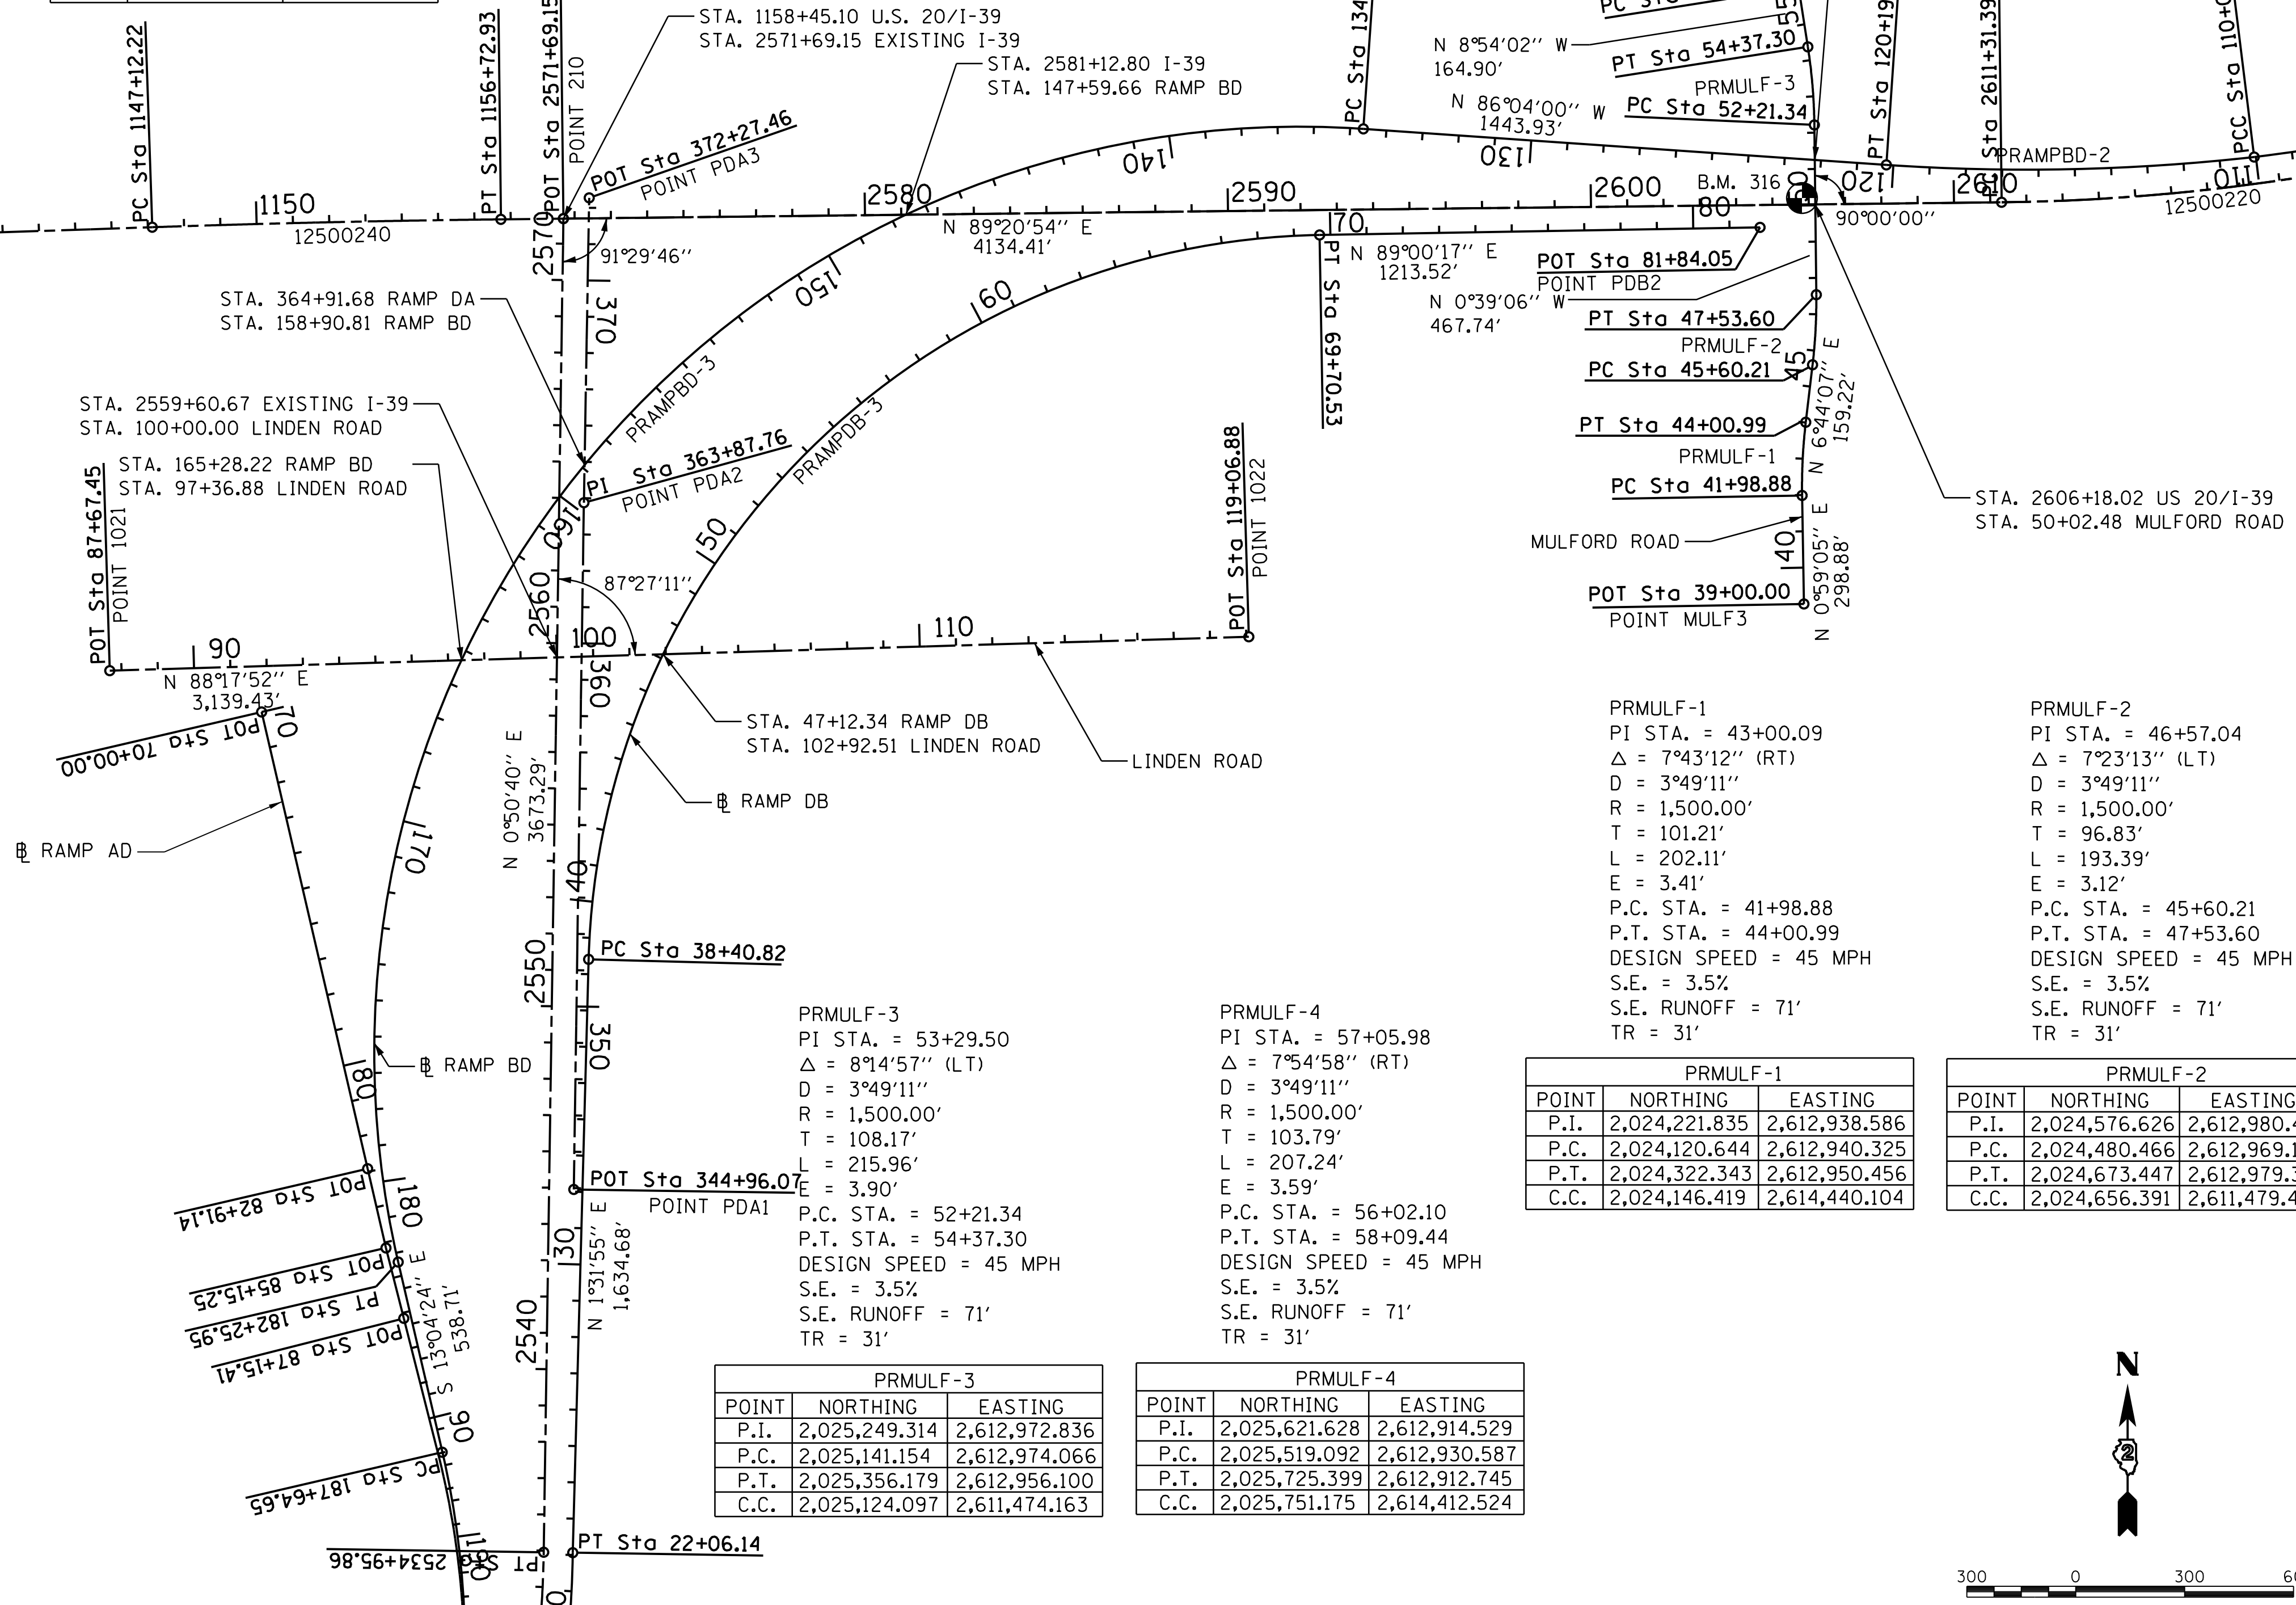 PC Sta 1147+12.22
PT Sta 1156+72.93
POT Sta 2571+69.15
POINT 210
STA. 1158+45.10 U.S. 20/I-39
STA. 2571+69.15 EXISTING I-39
STA. 2581+12.80 I-39
STA. 147+59.66 RAMP BD
POT Sta 372+27.46
POINT PDA3
N 8°54'02'' W
164.90'
PT Sta 54+37.30
PRMULF-3
N 86°04'00'' W
1443.93'
PC Sta 52+21.34
PRAMPBD-2
B.M. 316
90°00'00''
12500220
1150
12500240
2570
2580
2590
2600
2610
140
130
120
110
N 89°20'54'' E
4134.41'
91°29'46''
70
80
N 89°00'17'' E
1213.52'
POT Sta 81+84.05
POINT PDB2
N 0°39'06'' W
467.74'
PT Sta 47+53.60
PRMULF-2
PC Sta 45+60.21
45
PT Sta 44+00.99
N 6°44'07'' E
159.22'
PRMULF-1
PC Sta 41+98.88
MULFORD ROAD
40
N 0°59'05'' E
298.88'
POT Sta 39+00.00
POINT MULF3
STA. 2606+18.02 US 20/I-39
STA. 50+02.48 MULFORD ROAD
STA. 364+91.68 RAMP DA
STA. 158+90.81 RAMP BD
370
150
60
PRAMPBD-3
PRAMPDB-3
PT Sta 69+70.53
STA. 2559+60.67 EXISTING I-39
STA. 100+00.00 LINDEN ROAD
STA. 165+28.22 RAMP BD
STA. 97+36.88 LINDEN ROAD
PI Sta 363+87.76
POINT PDA2
160
50
POT Sta 87+67.45
POINT 1021
POT Sta 119+06.88
POINT 1022
2560
87°27'11''
90
100
110
360
N 88°17'52'' E
3,139.43'
POT Sta 70+00.00
70
STA. 47+12.34 RAMP DB
STA. 102+92.51 LINDEN ROAD
LINDEN ROAD
N 0°50'40'' E
3673.29'
RAMP DB
RAMP AD
170
40
2550
PC Sta 38+40.82
350
RAMP BD
80
POT Sta 82+91.14
180
POT Sta 344+96.07
POINT PDA1
30
N 1°31'55'' E
1,634.68'
POT Sta 85+15.25
PT Sta 182+25.95
POT Sta 87+15.41
S 13°04'24'' E
538.71'
2540
90
PC Sta 187+64.65
190
PT Sta 2534+95.86
PT Sta 22+06.14
PRMULF-1
PI STA. = 43+00.09
△ = 7°43'12'' (RT)
D = 3°49'11''
R = 1,500.00'
T = 101.21'
L = 202.11'
E = 3.41'
P.C. STA. = 41+98.88
P.T. STA. = 44+00.99
DESIGN SPEED = 45 MPH
S.E. = 3.5%
S.E. RUNOFF = 71'
TR = 31'
PRMULF-2
PI STA. = 46+57.04
△ = 7°23'13'' (LT)
D = 3°49'11''
R = 1,500.00'
T = 96.83'
L = 193.39'
E = 3.12'
P.C. STA. = 45+60.21
P.T. STA. = 47+53.60
DESIGN SPEED = 45 MPH
S.E. = 3.5%
S.E. RUNOFF = 71'
TR = 31'
PRMULF-3
PI STA. = 53+29.50
△ = 8°14'57'' (LT)
D = 3°49'11''
R = 1,500.00'
T = 108.17'
L = 215.96'
E = 3.90'
P.C. STA. = 52+21.34
P.T. STA. = 54+37.30
DESIGN SPEED = 45 MPH
S.E. = 3.5%
S.E. RUNOFF = 71'
TR = 31'
PRMULF-4
PI STA. = 57+05.98
△ = 7°54'58'' (RT)
D = 3°49'11''
R = 1,500.00'
T = 103.79'
L = 207.24'
E = 3.59'
P.C. STA. = 56+02.10
P.T. STA. = 58+09.44
DESIGN SPEED = 45 MPH
S.E. = 3.5%
S.E. RUNOFF = 71'
TR = 31'
PRMULF-1
POINT NORTHING EASTING
P.I. 2,024,221.835 2,612,938.586
P.C. 2,024,120.644 2,612,940.325
P.T. 2,024,322.343 2,612,950.456
C.C. 2,024,146.419 2,614,440.104
PRMULF-2
POINT NORTHING EASTING
P.I. 2,024,576.626
P.C. 2,024,480.466
P.T. 2,024,673.447
C.C. 2,024,656.391
PRMULF-3
POINT NORTHING EASTING
P.I. 2,025,249.314 2,612,972.836
P.C. 2,025,141.154 2,612,974.066
P.T. 2,025,356.179 2,612,956.100
C.C. 2,025,124.097 2,611,474.163
PRMULF-4
POINT NORTHING EASTING
P.I. 2,025,621.628 2,612,914.529
P.C. 2,025,519.092 2,612,930.587
P.T. 2,025,725.399 2,612,912.745
C.C. 2,025,751.175 2,614,412.524
N
2
300 0 300